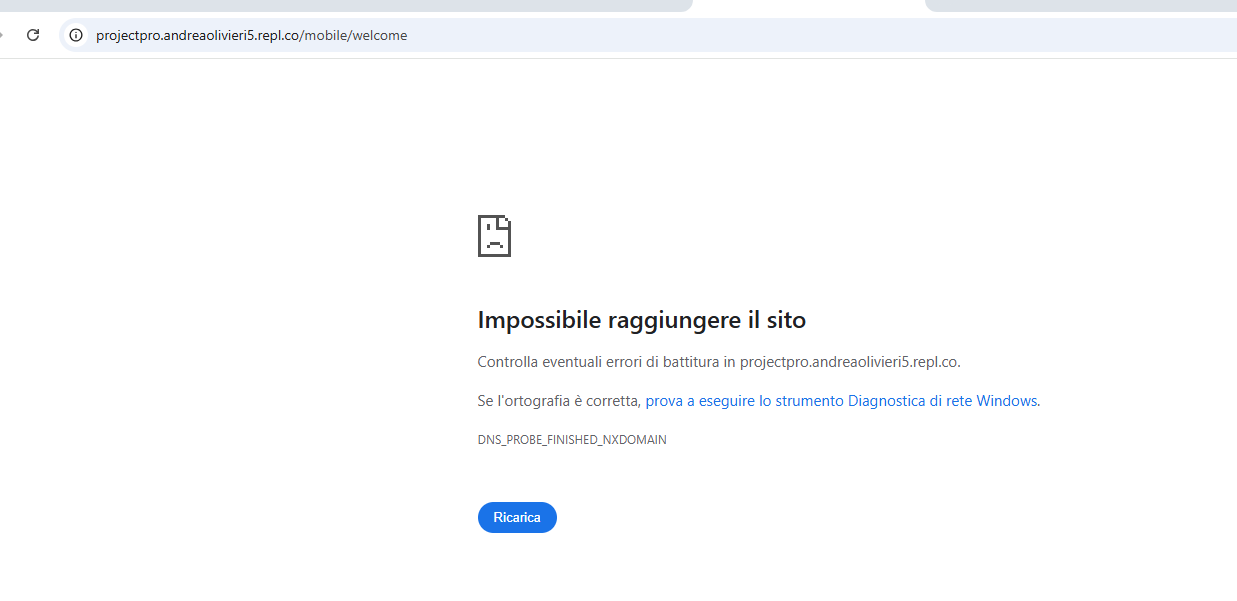 projectpro.andreaolivieri5.repl.co/mobile/welcome
Impossibile raggiungere il sito
Controlla eventuali errori di battitura in projectpro.andreaolivieri5.repl.co.
Se l'ortografia è corretta, prova a eseguire lo strumento Diagnostica di rete Windows.
DNS_PROBE_FINISHED_NXDOMAIN
Ricarica